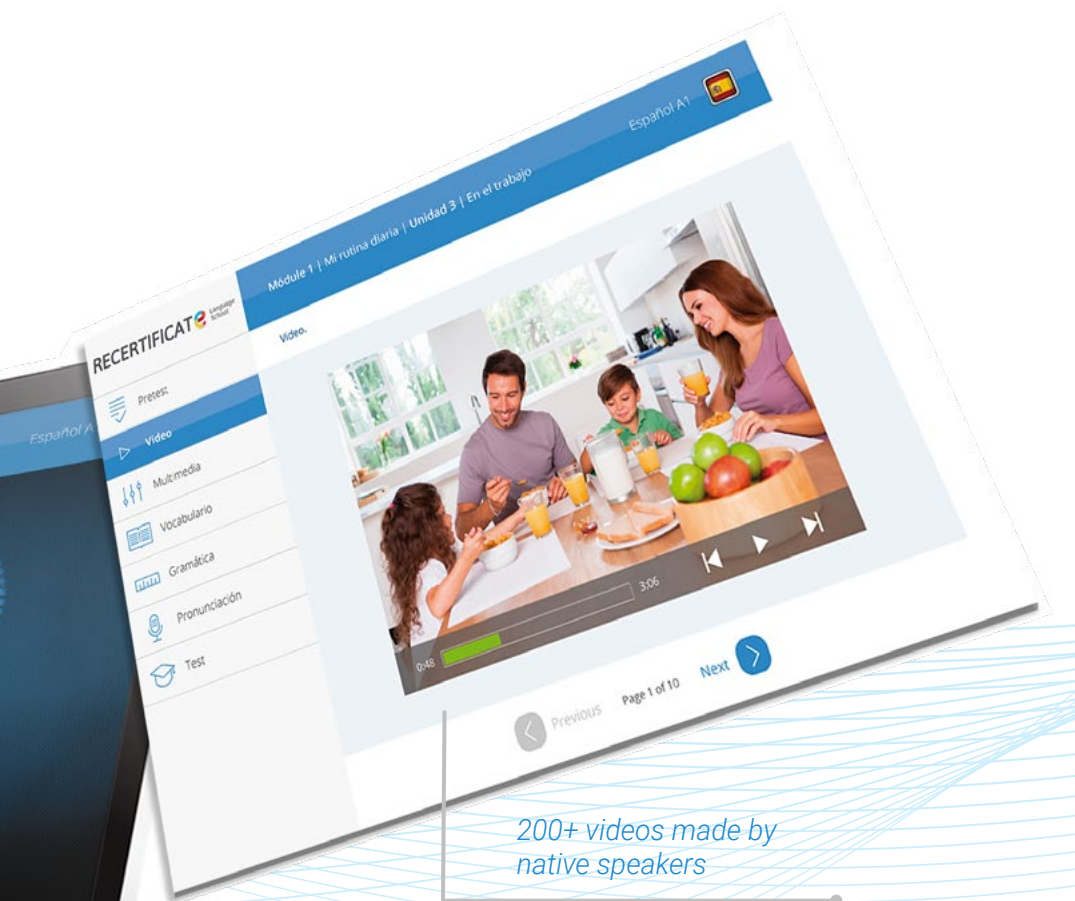 Español A1
Módule 1 | Mi rutina diaria | Unidad 3 | En el trabajo
RECERTIFICATe Language School
Video.
Pretest
Video
Multimedia
Vocabulario
Gramática
Pronunciación
Test
Español A
0:48
3:06
Previous
Page 1 of 10
Next
200+ videos made by
native speakers